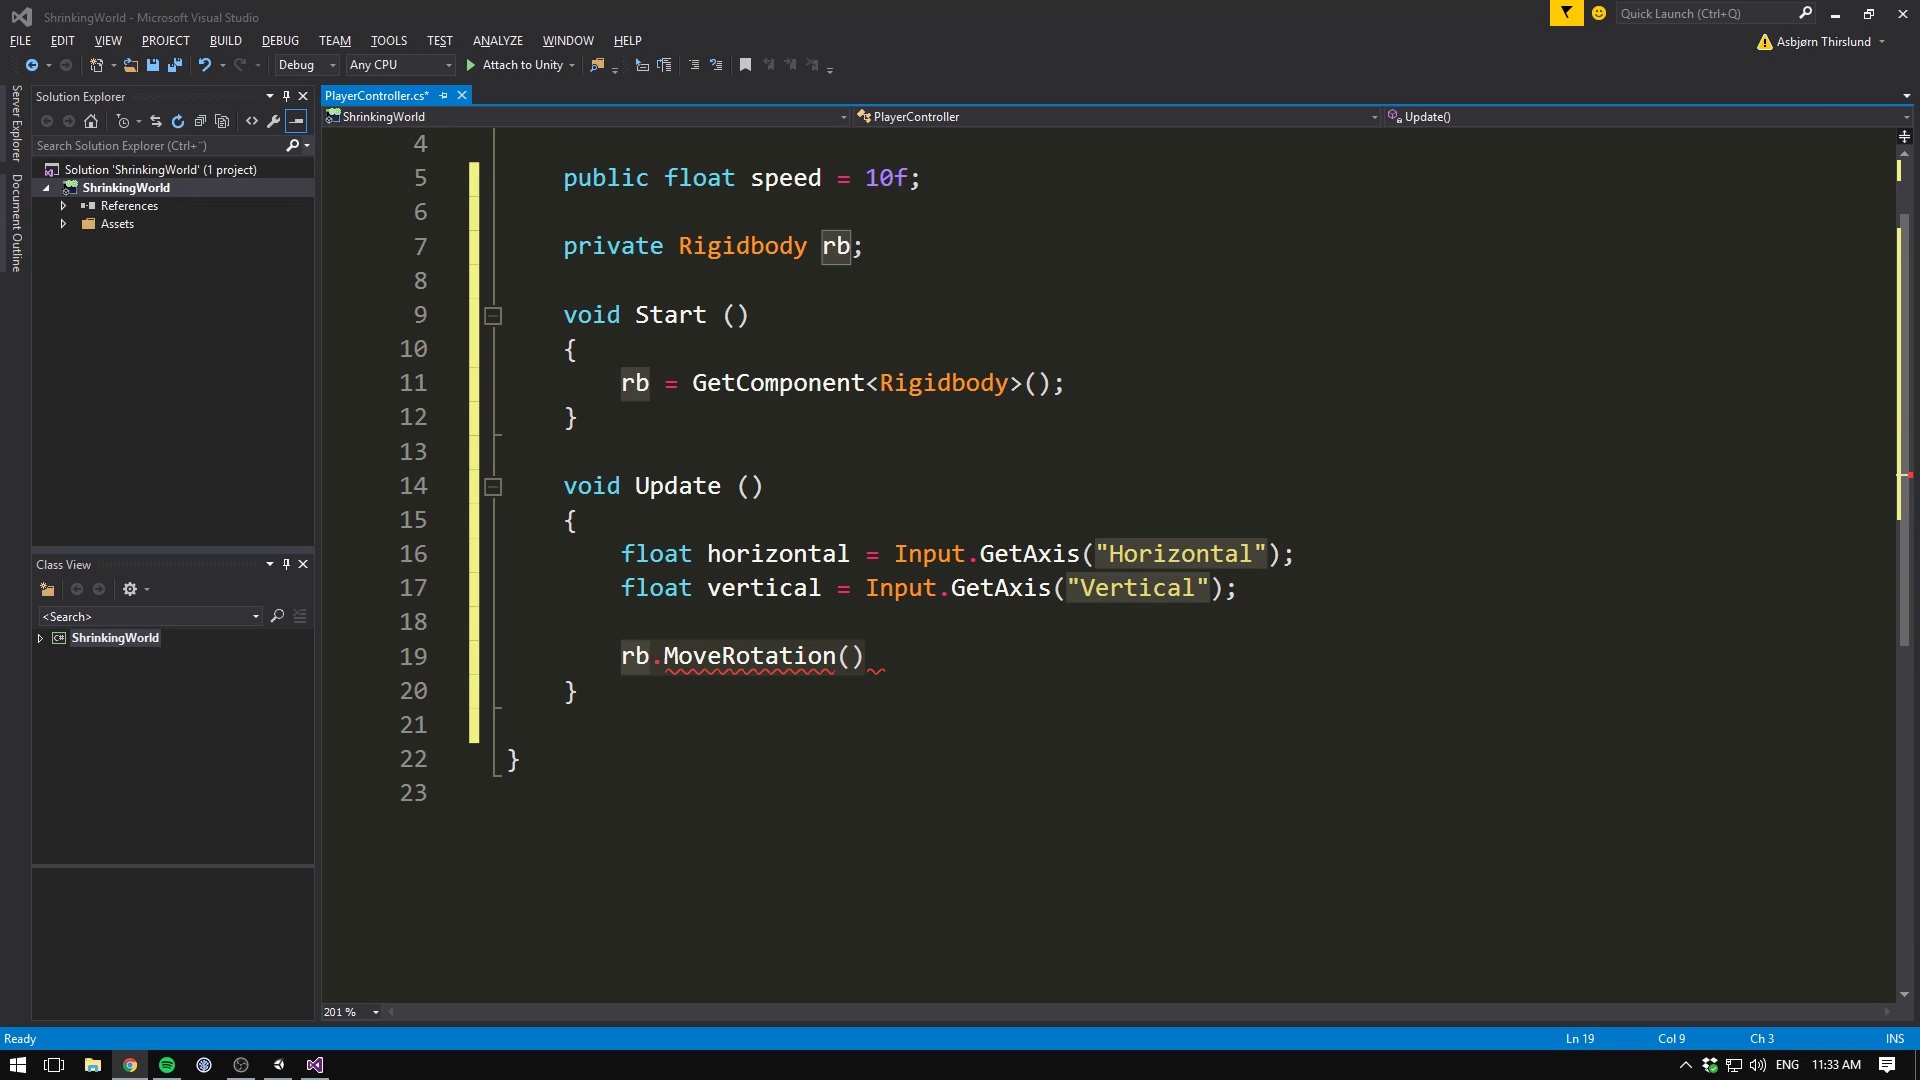 ShrinkingWorld - Microsoft Visual Studio
Quick Launch (Ctrl+Q)
FILE EDIT VIEW PROJECT BUILD DEBUG TEAM TOOLS TEST ANALYZE WINDOW HELP
Asbjørn Thirslund
Debug Any CPU Attach to Unity
Server Explorer
Document Outline
Solution Explorer
Search Solution Explorer (Ctrl+¨)
Solution 'ShrinkingWorld' (1 project)
ShrinkingWorld
References
Assets
Class View
<Search>
C# ShrinkingWorld
PlayerController.cs*
ShrinkingWorld PlayerController Update()
4
5 public float speed = 10f;
6
7 private Rigidbody rb;
8
9 void Start ()
10 {
11 rb = GetComponent<Rigidbody>();
12 }
13
14 void Update ()
15 {
16 float horizontal = Input.GetAxis("Horizontal");
17 float vertical = Input.GetAxis("Vertical");
18
19 rb.MoveRotation()
20 }
21
22 }
23
201 %
Ready Ln 19 Col 9 Ch 3 INS
ENG 11:33 AM